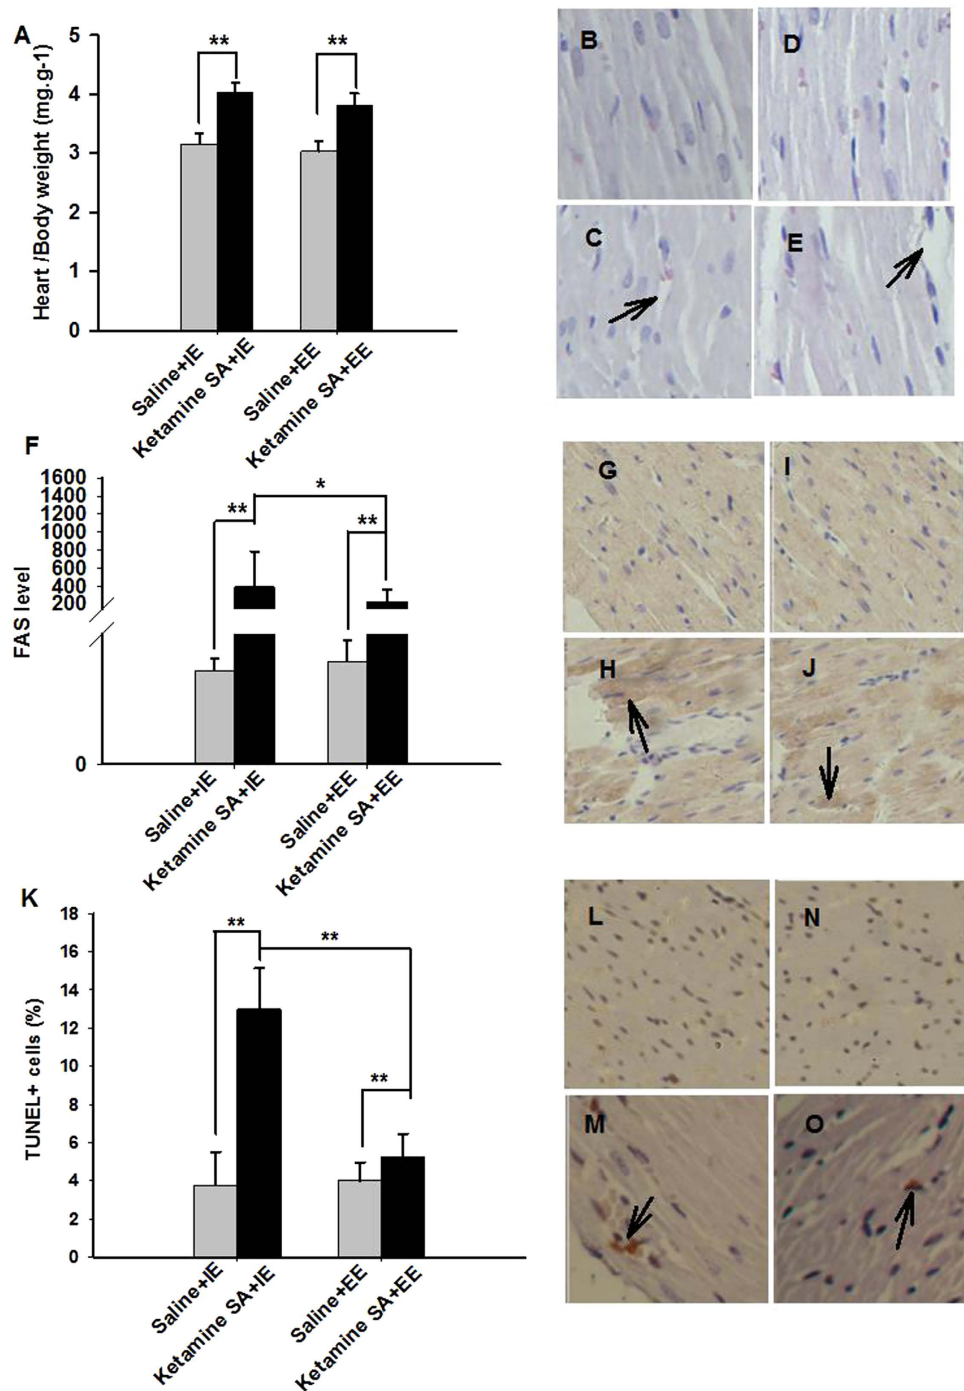 A
Heart /Body weight (mg.g-1)
5
4
3
2
1
0
**
**
Saline+IE
Ketamine SA+IE
Saline+EE
Ketamine SA+EE
B
D
C
E
F
FAS level
1600
1400
1200
1000
800
600
400
200
0
**
*
**
Saline+IE
Ketamine SA+IE
Saline+EE
Ketamine SA+EE
G
I
H
J
K
TUNEL+ cells (%)
18
16
14
12
10
8
6
4
2
0
**
**
**
Saline+IE
Ketamine SA+IE
Saline+EE
Ketamine SA+EE
L
N
M
O